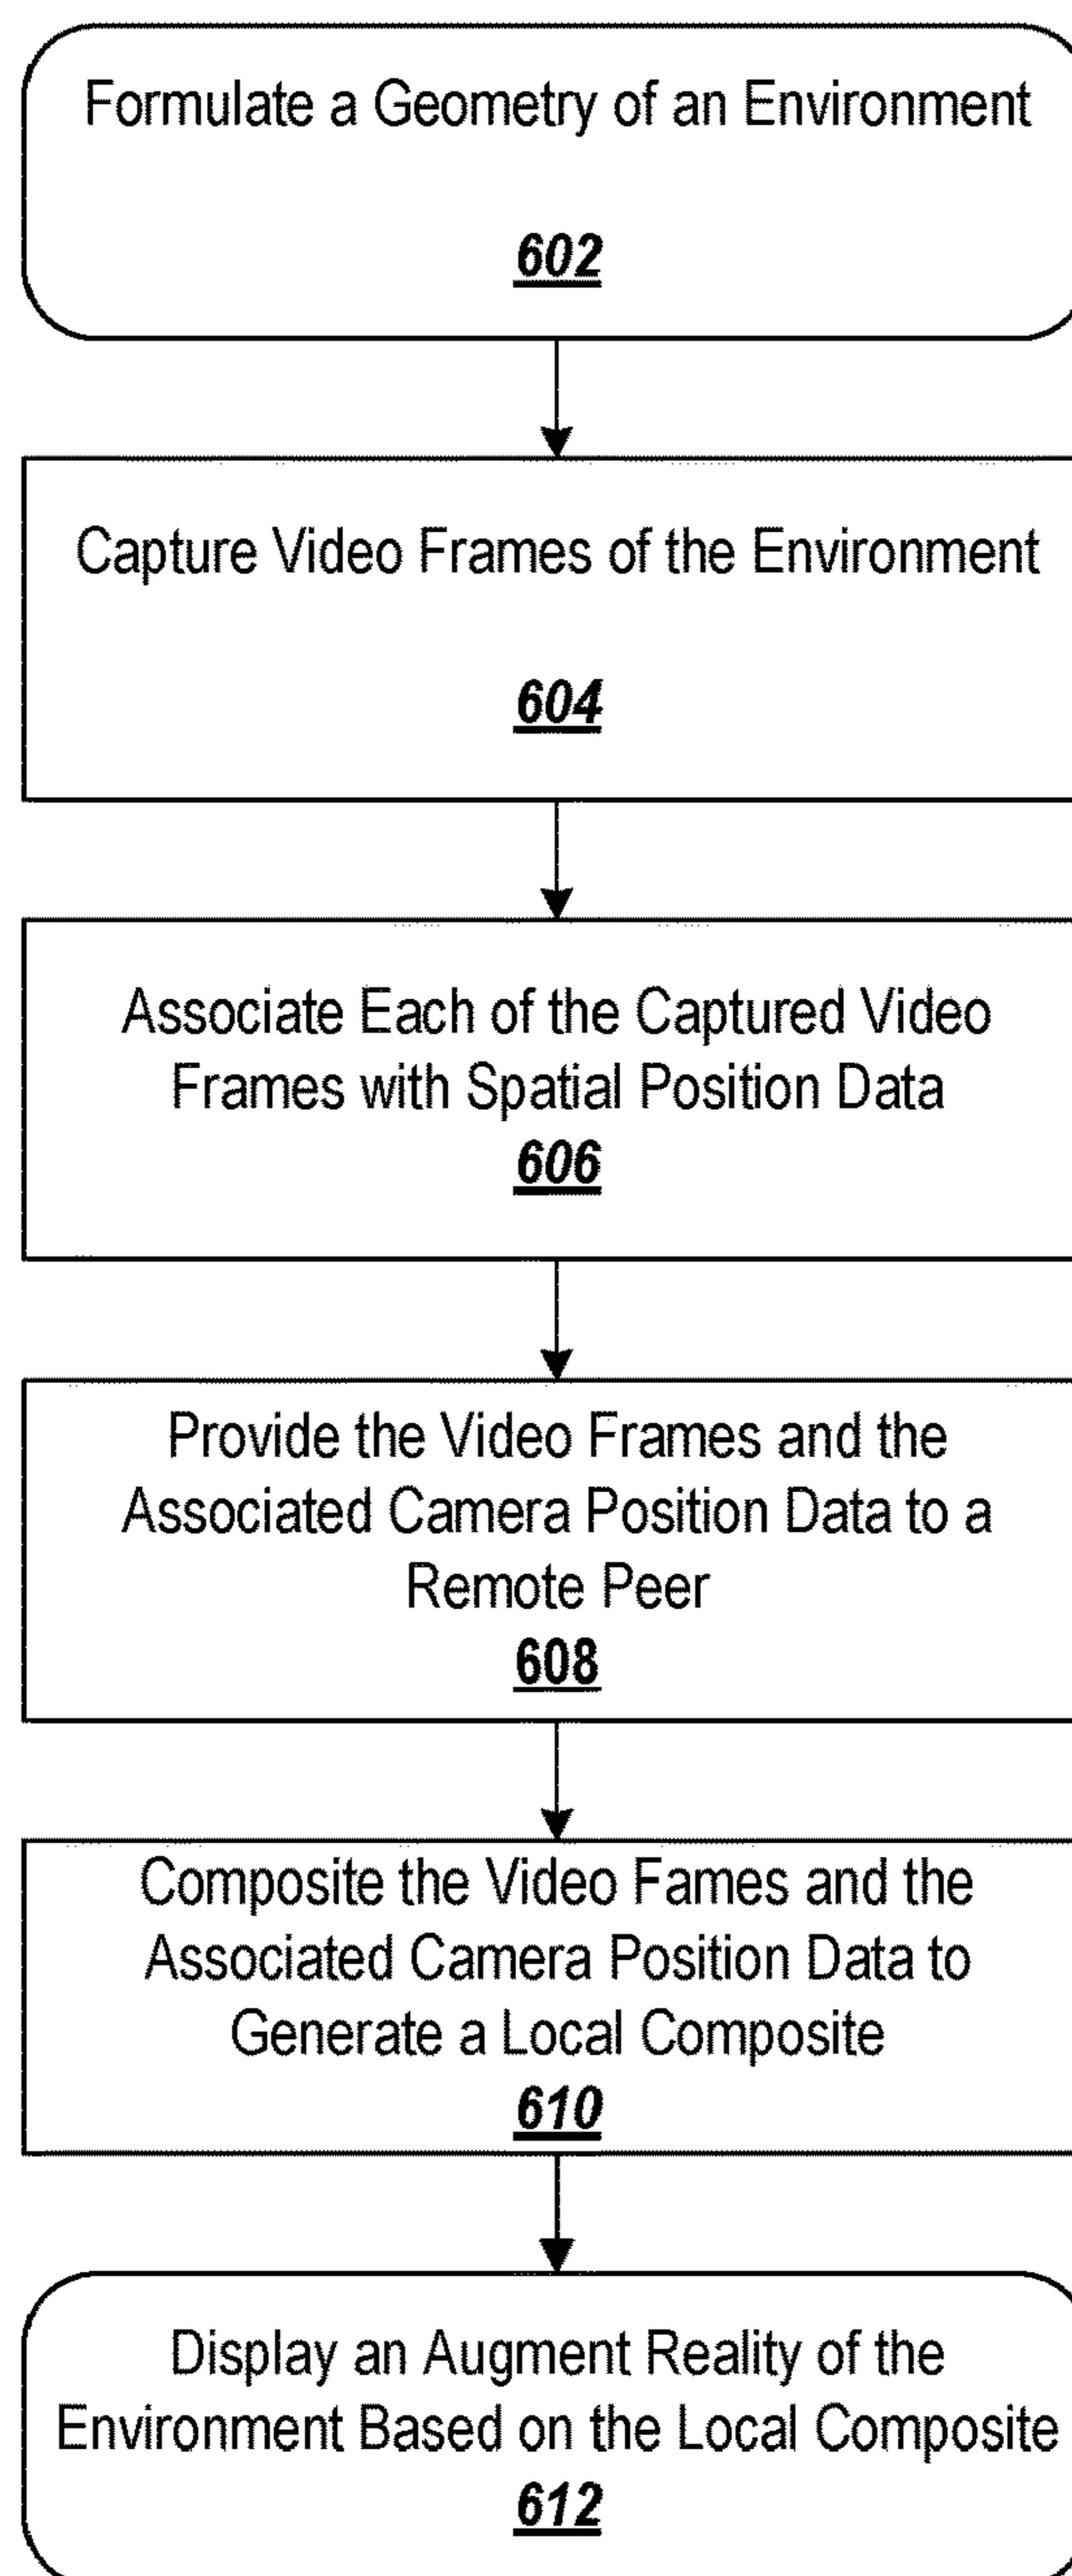 Formulate a Geometry of an Environment
602
Capture Video Frames of the Environment
604
Associate Each of the Captured Video
Frames with Spatial Position Data
606
Provide the Video Frames and the
Associated Camera Position Data to a
Remote Peer
608
Composite the Video Fames and the
Associated Camera Position Data to
Generate a Local Composite
610
Display an Augment Reality of the
Environment Based on the Local Composite
612